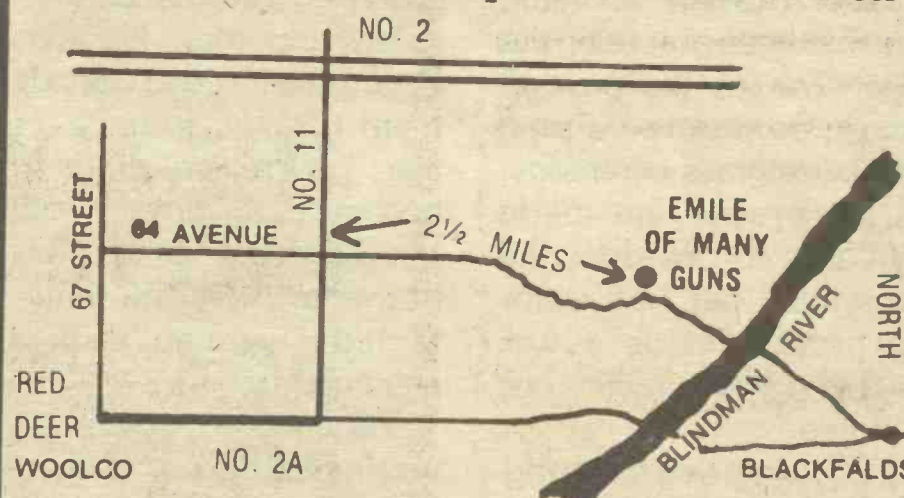 NO. 2
NO. 11
67 STREET
64 AVENUE
2½ MILES
EMILE
OF MANY
GUNS
NORTH
BLINDMAN RIVER
RED
DEER
WOOLCO
NO. 2A
BLACKFALDS